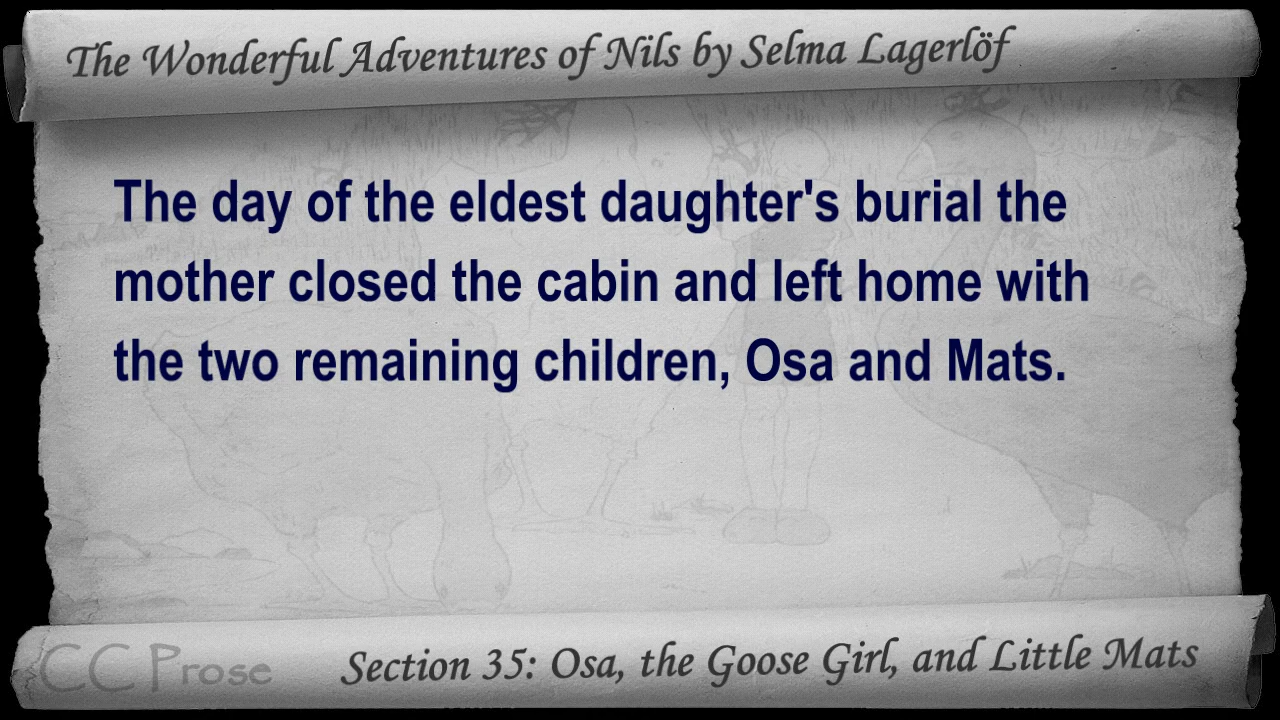 The Wonderful Adventures of Nils by Selma Lagerlöf
The day of the eldest daughter's burial the
mother closed the cabin and left home with
the two remaining children, Osa and Mats.
CC Prose
Section 35: Osa, the Goose Girl, and Little Mats